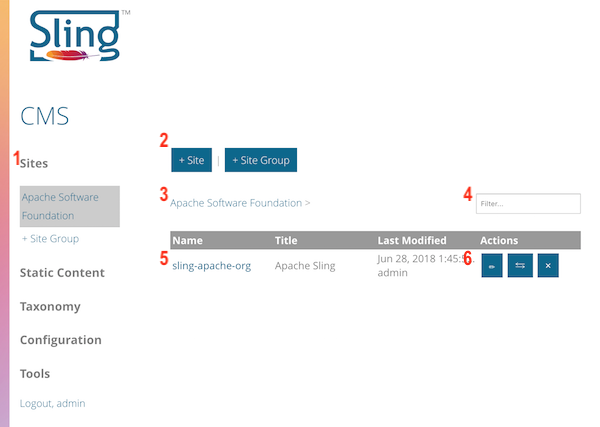 Sling™
CMS
1 Sites
Apache Software
Foundation
+ Site Group
Static Content
Taxonomy
Configuration
Tools
Logout, admin
2
+ Site | + Site Group
3 Apache Software Foundation >
4 Filter...
Name Title Last Modified Actions
5 sling-apache-org Apache Sling Jun 28, 2018 1:45:5 6
admin